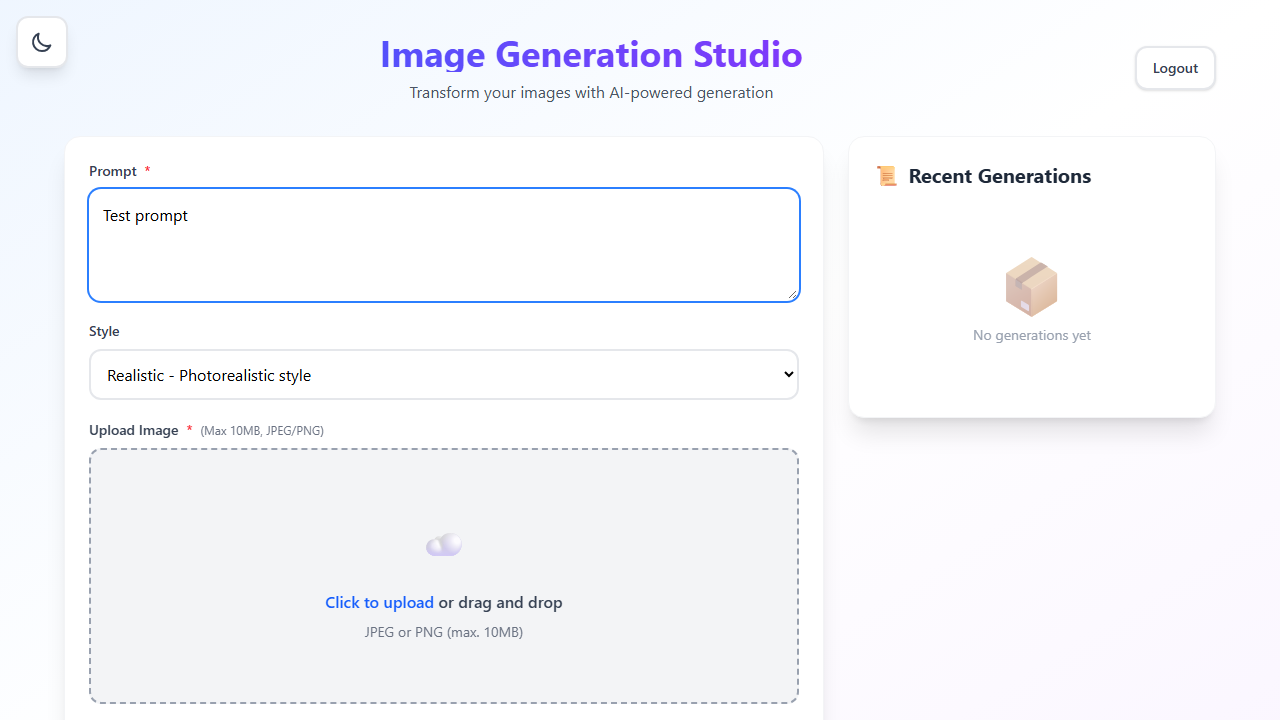 Image Generation Studio
Transform your images with AI-powered generation
Logout
Prompt *
Test prompt
Style
Realistic - Photorealistic style
Upload Image * (Max 10MB, JPEG/PNG)
Click to upload or drag and drop
JPEG or PNG (max. 10MB)
Recent Generations
No generations yet